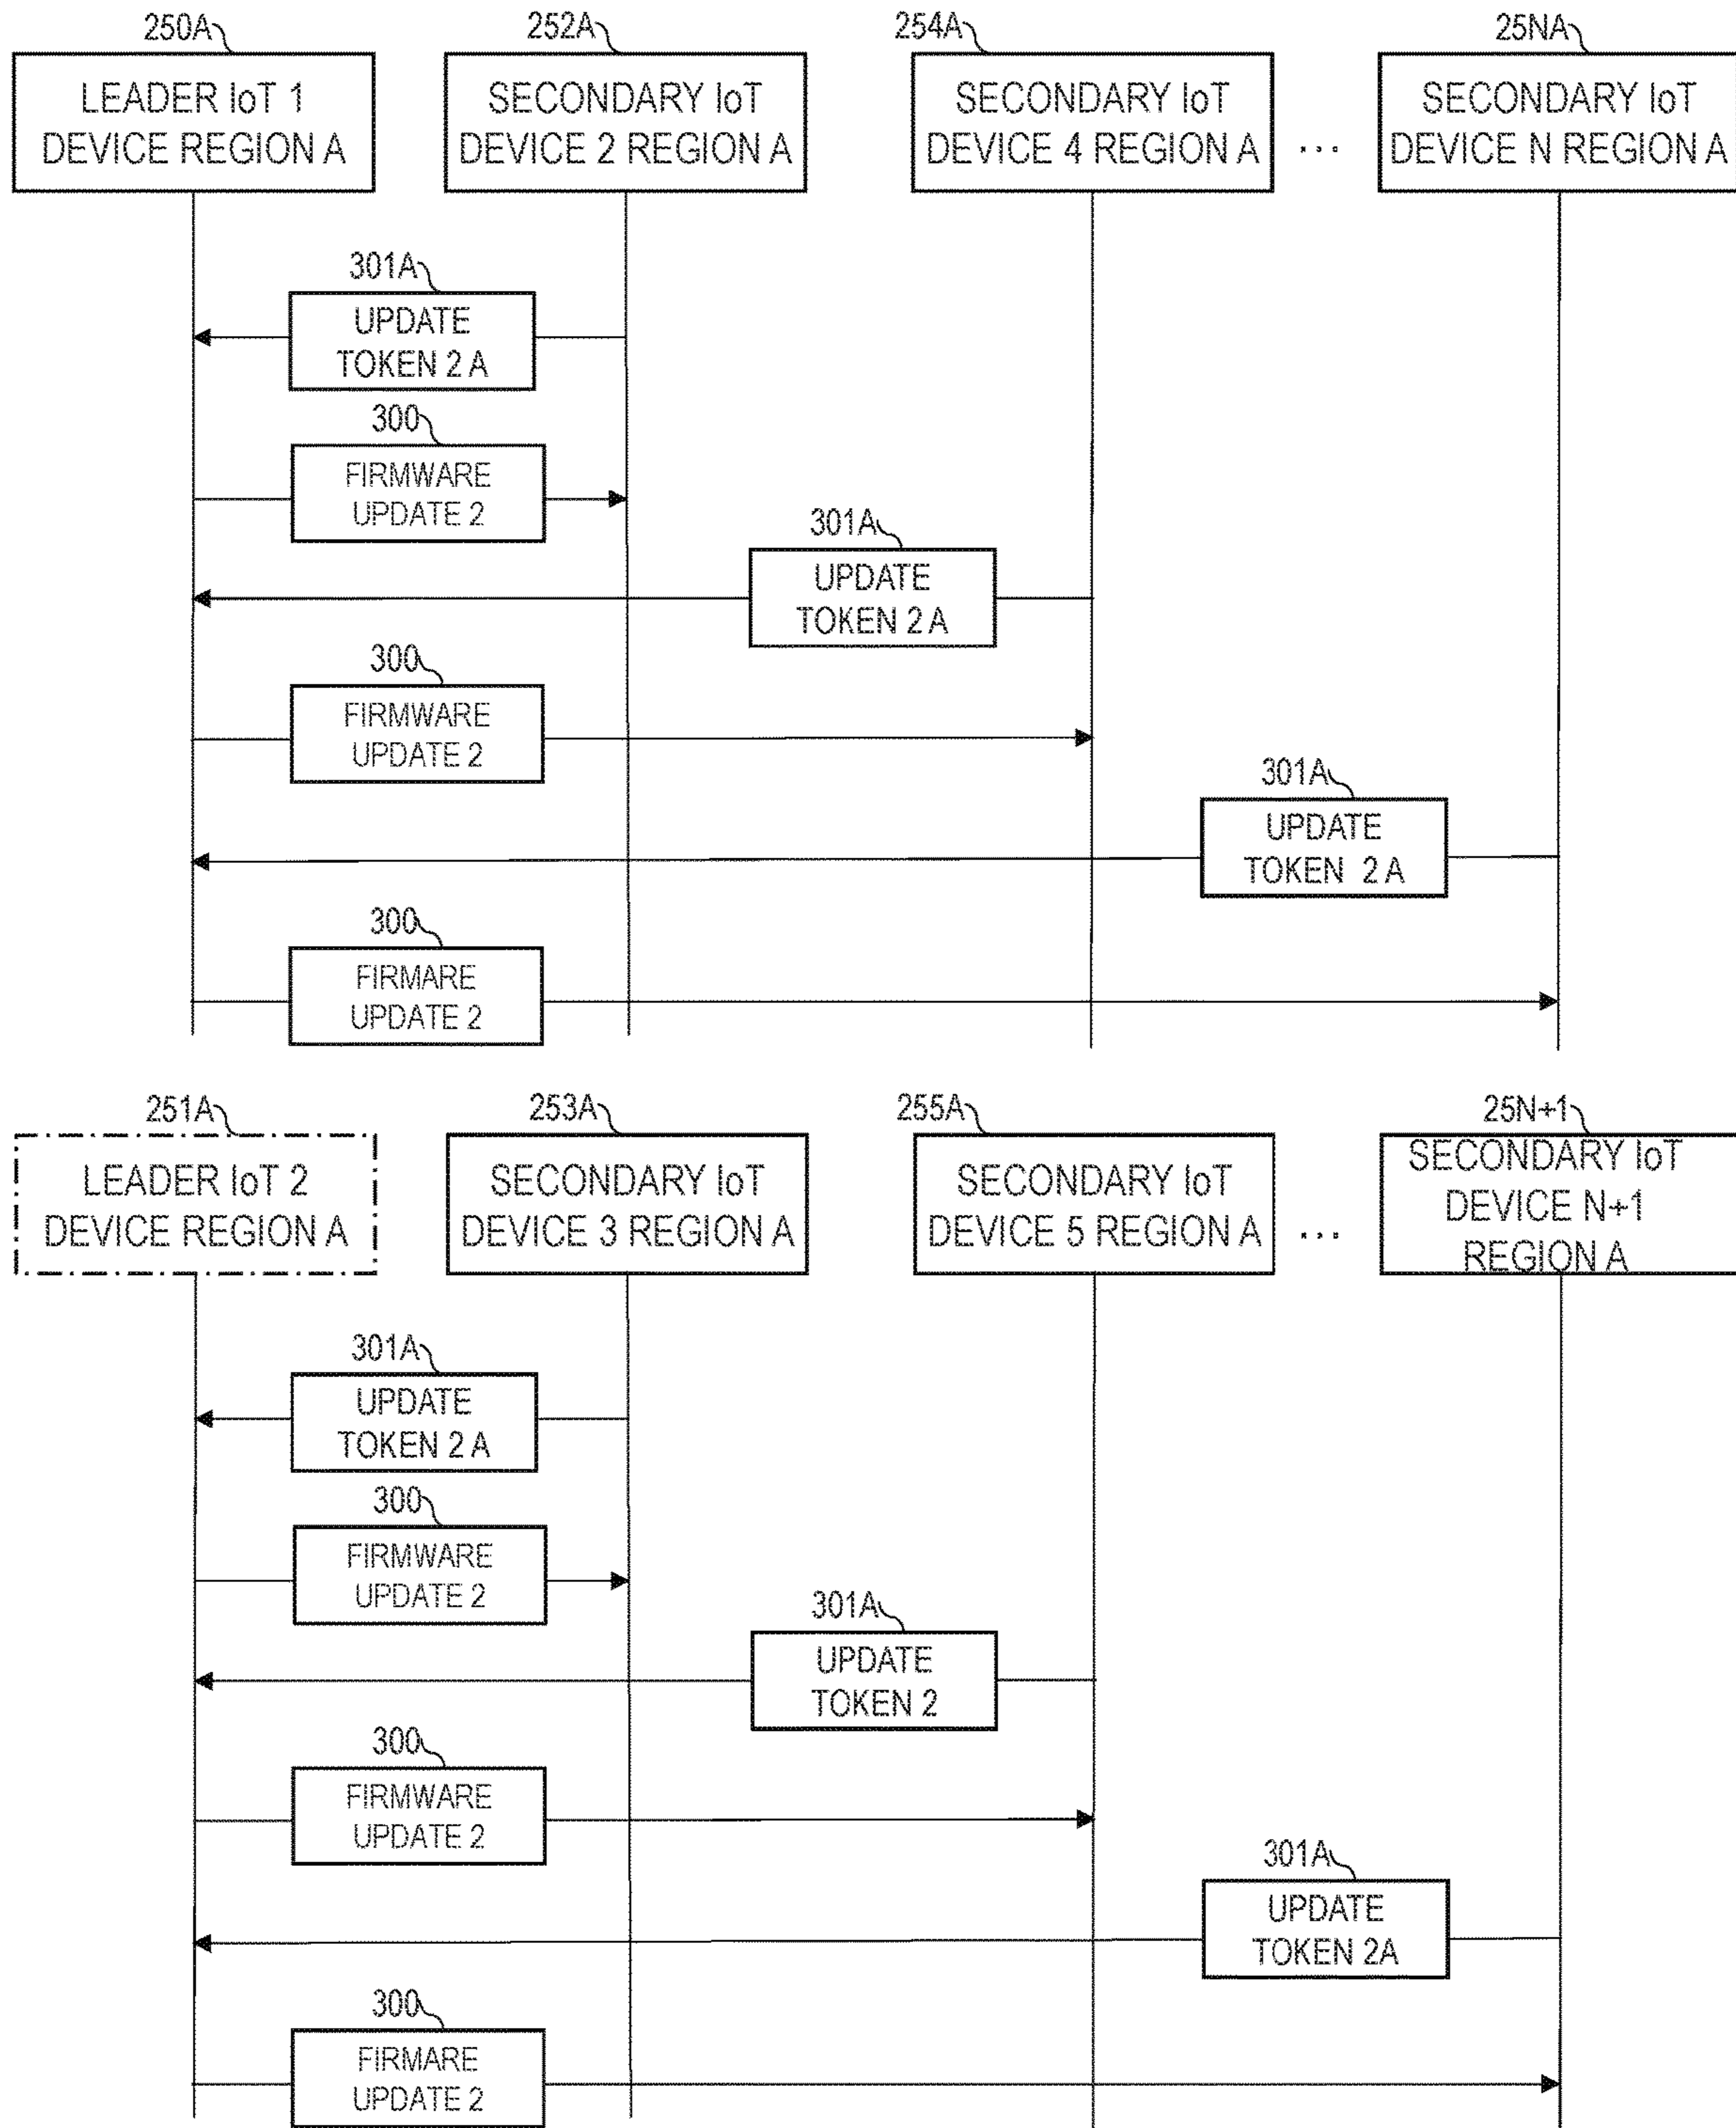 250A
252A
254A
25NA
LEADER IoT 1
DEVICE REGION A
SECONDARY IoT
DEVICE 2 REGION A
SECONDARY IoT
DEVICE 4 REGION A
...
SECONDARY IoT
DEVICE N REGION A
301A
UPDATE
TOKEN 2 A
300
FIRMWARE
UPDATE 2
301A
UPDATE
TOKEN 2 A
300
FIRMWARE
UPDATE 2
301A
UPDATE
TOKEN 2 A
300
FIRMARE
UPDATE 2
251A
253A
255A
25N+1
LEADER IoT 2
DEVICE REGION A
SECONDARY IoT
DEVICE 3 REGION A
SECONDARY IoT
DEVICE 5 REGION A
...
SECONDARY IoT
DEVICE N+1
REGION A
301A
UPDATE
TOKEN 2 A
300
FIRMWARE
UPDATE 2
301A
UPDATE
TOKEN 2
300
FIRMWARE
UPDATE 2
301A
UPDATE
TOKEN 2A
300
FIRMARE
UPDATE 2